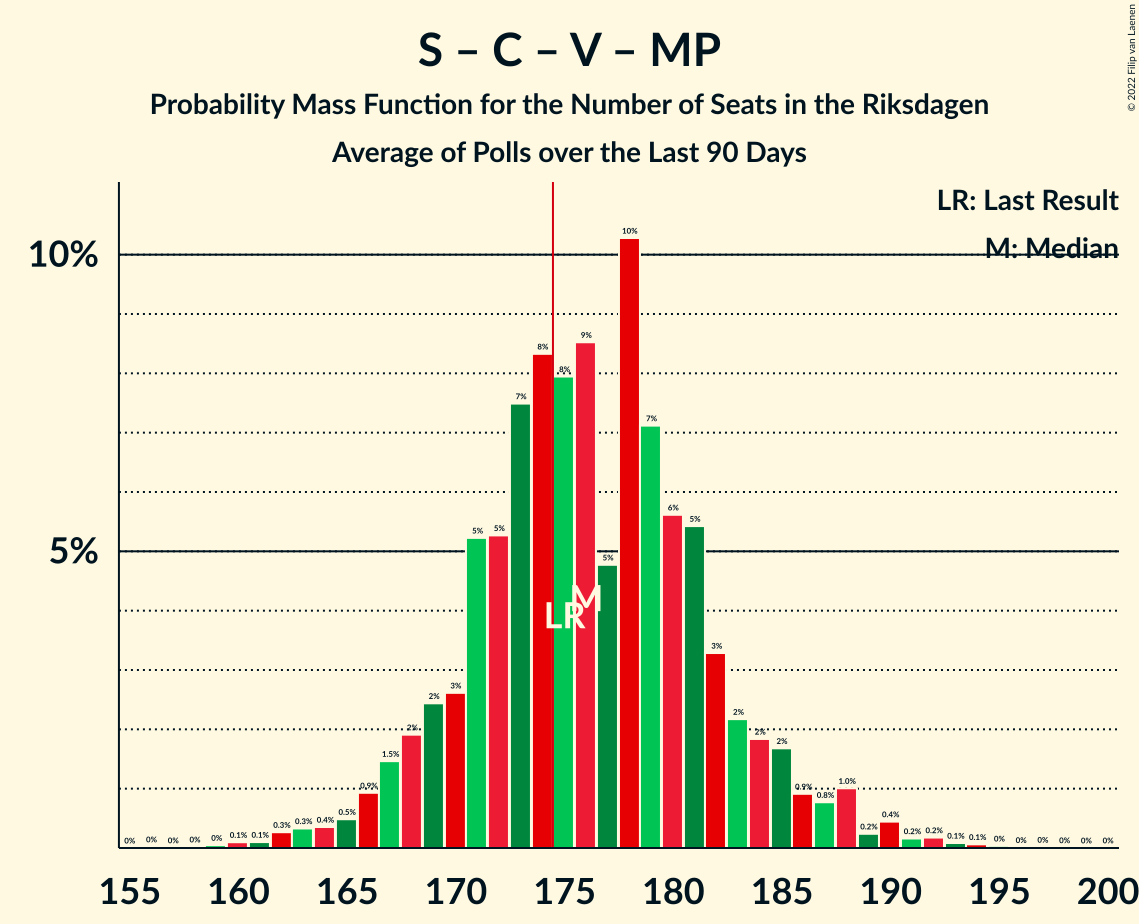 S – C – V – MP
Probability Mass Function for the Number of Seats in the Riksdagen
Average of Polls over the Last 90 Days
© 2022 Filip van Laenen
LR: Last Result
M: Median
10%
5%
0% 0% 0% 0% 0% 0.1% 0.1% 0.3% 0.3% 0.4% 0.5% 0.9% 1.5% 2% 2% 3% 5% 5% 7% 8% 8% 9% 5% 10% 7% 6% 5% 3% 2% 2% 2% 0.9% 0.8% 1.0% 0.2% 0.4% 0.2% 0.2% 0.1% 0.1% 0% 0% 0% 0% 0% 0%
M
LR
155 160 165 170 175 180 185 190 195 200